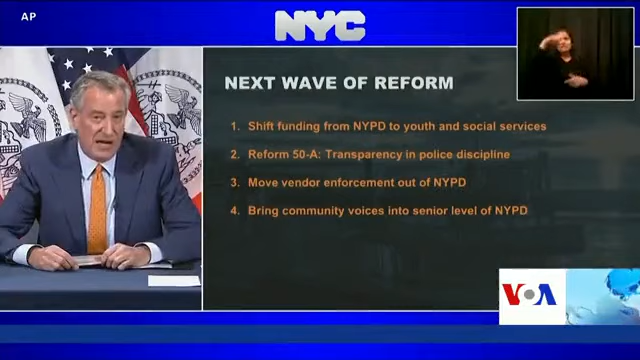 AP
NYC
NEXT WAVE OF REFORM
1. Shift funding from NYPD to youth and social services
2. Reform 50-A: Transparency in police discipline
3. Move vendor enforcement out of NYPD
4. Bring community voices into senior level of NYPD
VOA